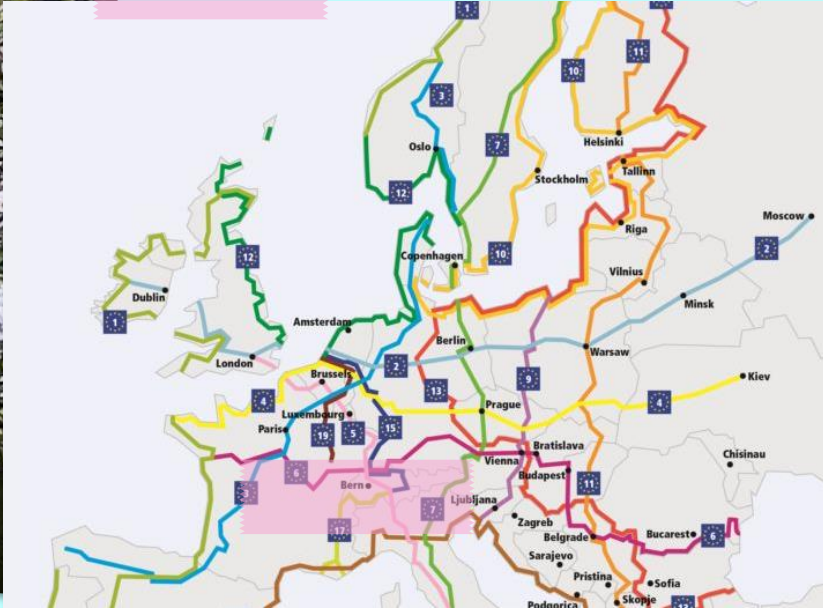 1
11
10
3
Oslo
Helsinki
7
Tallinn
12
Stockholm
Moscow
Riga
10
2
12
Copenhagen
Vilnius
Dublin
Minsk
1
Amsterdam
Berlin
Warsaw
London
2
Brussels
9
Kiev
13
4
4
Prague
Luxembourg
Paris
19
5
15
Bratislava
Chisinau
Vienna
6
Budapest
Bern
11
3
Ljubljana
7
Zagreb
17
Belgrade
Bucarest
6
Sarajevo
Pristina
Sofia
Podgorica
Skopje